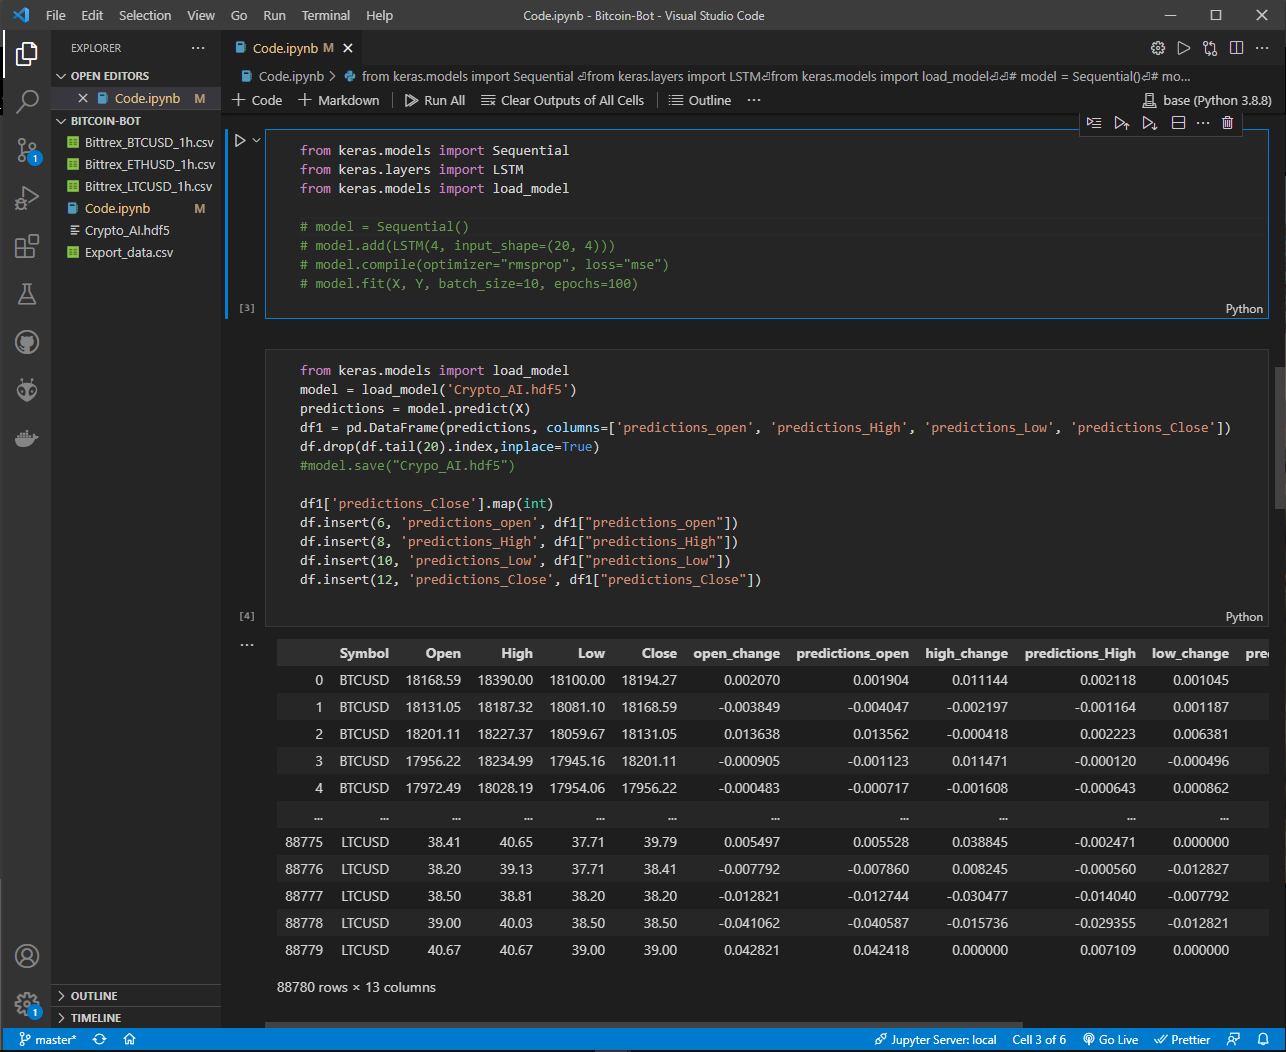 File Edit Selection View Go Run Terminal Help Code.ipynb - Bitcoin-Bot - Visual Studio Code
EXPLORER
OPEN EDITORS
Code.ipynb M
BITCOIN-BOT
Bittrex_BTCUSD_1h.csv
Bittrex_ETHUSD_1h.csv
Bittrex_LTCUSD_1h.csv
Code.ipynb M
Crypto_AI.hdf5
Export_data.csv
OUTLINE
TIMELINE
1
1
Code.ipynb M
Code.ipynb > from keras.models import Sequential ⏎from keras.layers import LSTM⏎from keras.models import load_model⏎⏎# model = Sequential()⏎# mo...
+ Code + Markdown Run All Clear Outputs of All Cells Outline ... base (Python 3.8.8)
from keras.models import Sequential
from keras.layers import LSTM
from keras.models import load_model
# model = Sequential()
# model.add(LSTM(4, input_shape=(20, 4)))
# model.compile(optimizer="rmsprop", loss="mse")
# model.fit(X, Y, batch_size=10, epochs=100)
[3] Python
from keras.models import load_model
model = load_model('Crypto_AI.hdf5')
predictions = model.predict(X)
df1 = pd.DataFrame(predictions, columns=['predictions_open', 'predictions_High', 'predictions_Low', 'predictions_Close'])
df.drop(df.tail(20).index,inplace=True)
#model.save("Crypo_AI.hdf5")
df1['predictions_Close'].map(int)
df.insert(6, 'predictions_open', df1["predictions_open"])
df.insert(8, 'predictions_High', df1["predictions_High"])
df.insert(10, 'predictions_Low', df1["predictions_Low"])
df.insert(12, 'predictions_Close', df1["predictions_Close"])
[4] Python
Symbol Open High Low Close open_change predictions_open high_change predictions_High low_change pre
0 BTCUSD 18168.59 18390.00 18100.00 18194.27 0.002070 0.001904 0.011144 0.002118 0.001045
1 BTCUSD 18131.05 18187.32 18081.10 18168.59 -0.003849 -0.004047 -0.002197 -0.001164 0.001187
2 BTCUSD 18201.11 18227.37 18059.67 18131.05 0.013638 0.013562 -0.000418 0.002223 0.006381
3 BTCUSD 17956.22 18234.99 17945.16 18201.11 -0.000905 -0.001123 0.011471 -0.000120 -0.000496
4 BTCUSD 17972.49 18028.19 17954.06 17956.22 -0.000483 -0.000717 -0.001608 -0.000643 0.000862
... ... ... ... ... ... ... ... ... ... ...
88775 LTCUSD 38.41 40.65 37.71 39.79 0.005497 0.005528 0.038845 -0.002471 0.000000
88776 LTCUSD 38.20 39.13 37.71 38.41 -0.007792 -0.007860 0.008245 -0.000560 -0.012827
88777 LTCUSD 38.50 38.81 38.20 38.20 -0.012821 -0.012744 -0.030477 -0.014040 -0.007792
88778 LTCUSD 39.00 40.03 38.50 38.50 -0.041062 -0.040587 -0.015736 -0.029355 -0.012821
88779 LTCUSD 40.67 40.67 39.00 39.00 0.042821 0.042418 0.000000 0.007109 0.000000
88780 rows × 13 columns
master* Jupyter Server: local Cell 3 of 6 Go Live Prettier